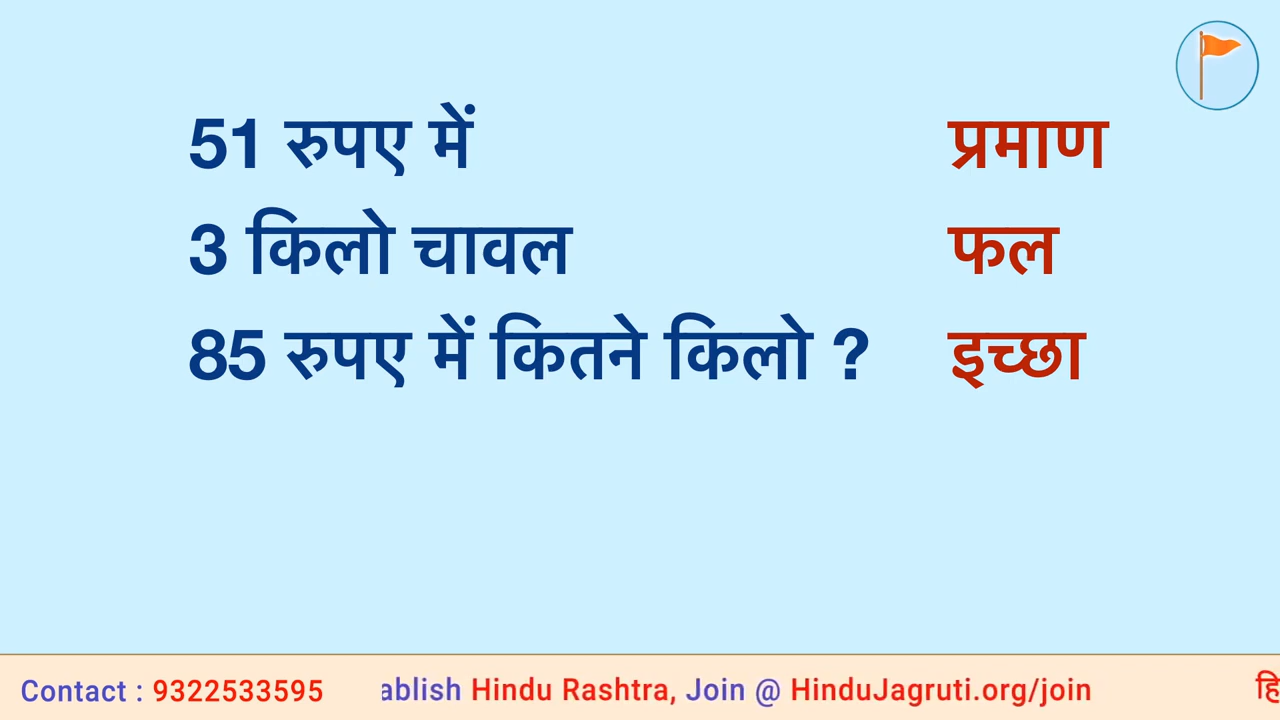 51 रुपए में प्रमाण
3 किलो चावल फल
85 रुपए में कितने किलो ? इच्छा
Contact : 9322533595 ablish Hindu Rashtra, Join @ HinduJagruti.org/join हि